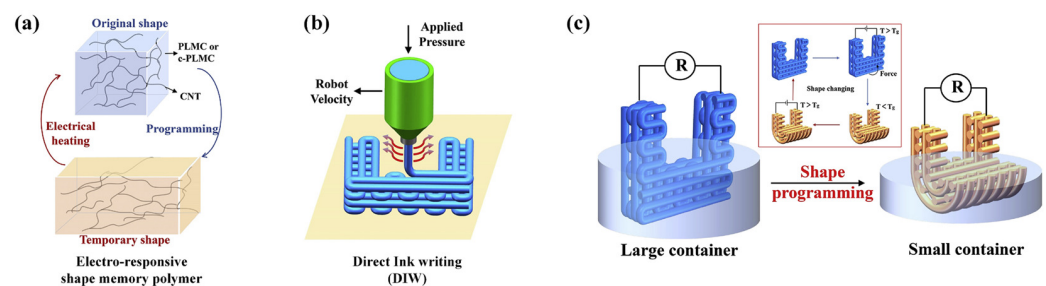 (a)
Original shape
PLMC or
c-PLMC
CNT
Electrical
heating
Programming
Temporary shape
Electro-responsive
shape memory polymer
(b)
Applied
Pressure
Robot
Velocity
Direct Ink writing
(DIW)
(c)
R
T > Tg
Force
Shape changing
T > Tg
T < Tg
R
Shape
programming
Large container
Small container